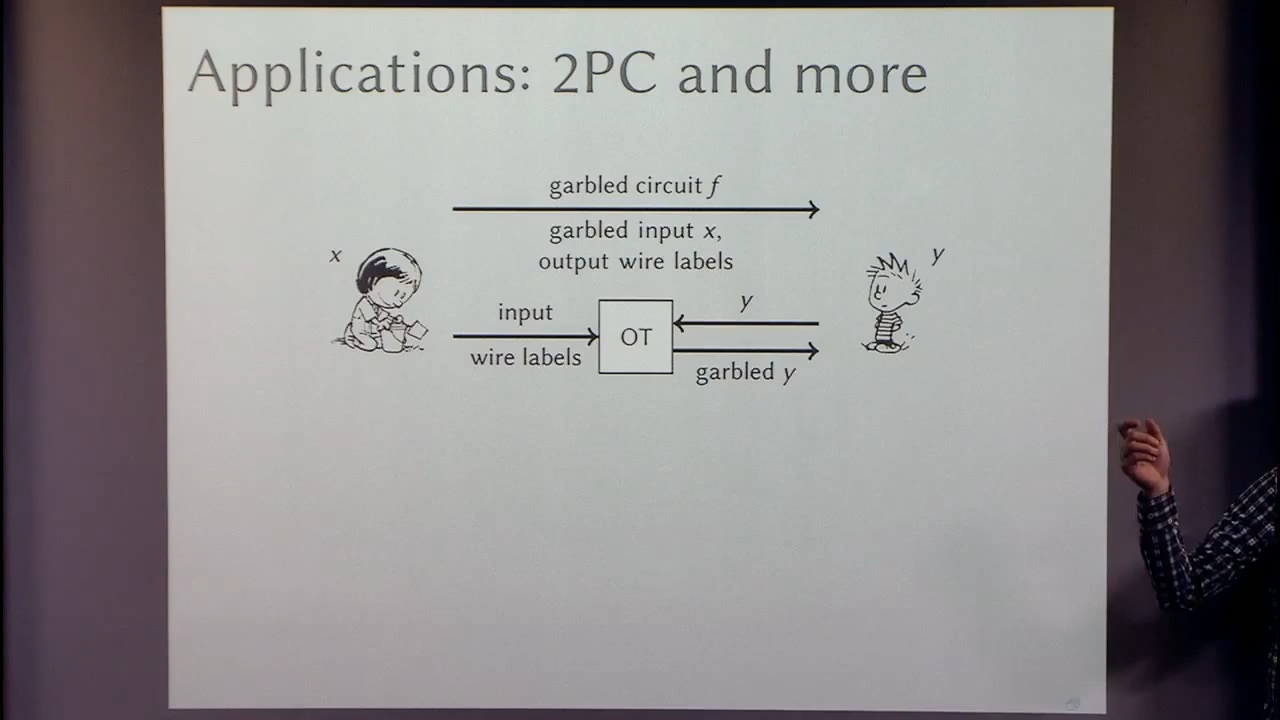 Applications: 2PC and more
garbled circuit f
garbled input x,
output wire labels
x
y
input
wire labels
OT
y
garbled y